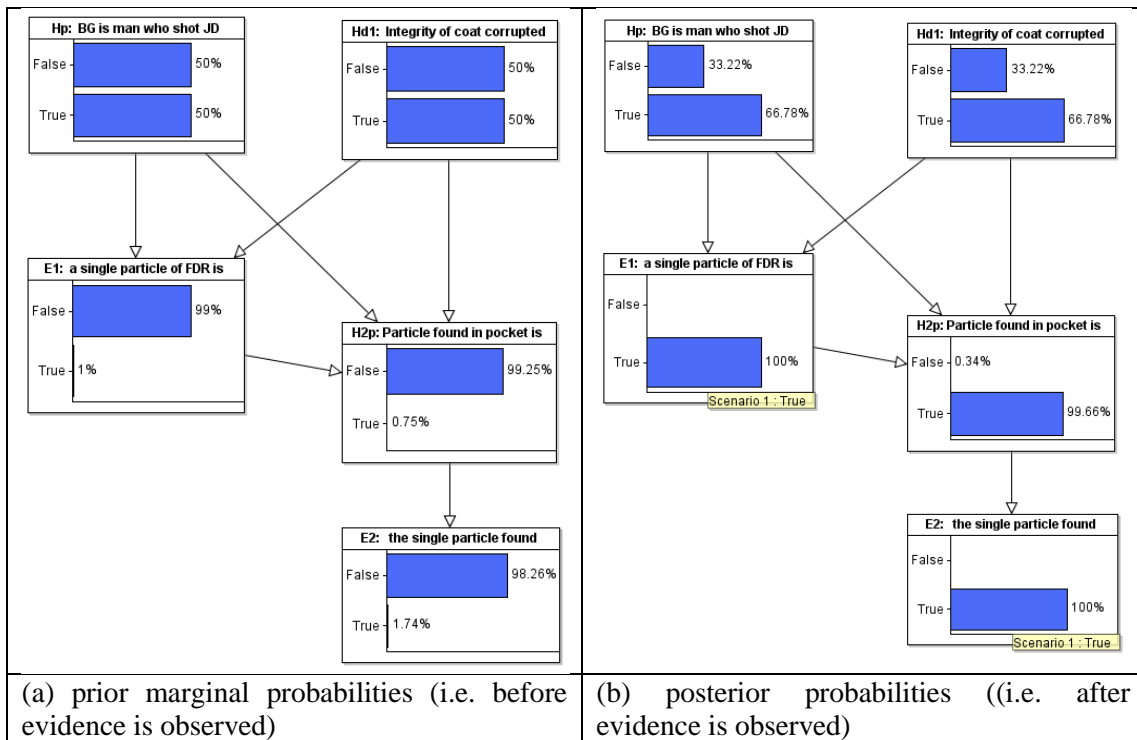 Hp: BG is man who shot JD
False
50%
True
50%
Hd1: Integrity of coat corrupted
False
50%
True
50%
E1: a single particle of FDR is
False
99%
True
1%
H2p: Particle found in pocket is
False
99.25%
True
0.75%
E2: the single particle found
False
98.26%
True
1.74%
(a) prior marginal probabilities (i.e. before
evidence is observed)
Hp: BG is man who shot JD
False
33.22%
True
66.78%
Hd1: Integrity of coat corrupted
False
33.22%
True
66.78%
E1: a single particle of FDR is
False
True
100%
Scenario 1 : True
H2p: Particle found in pocket is
False
0.34%
True
99.66%
E2: the single particle found
False
True
100%
Scenario 1 : True
(b) posterior probabilities ((i.e. after
evidence is observed)